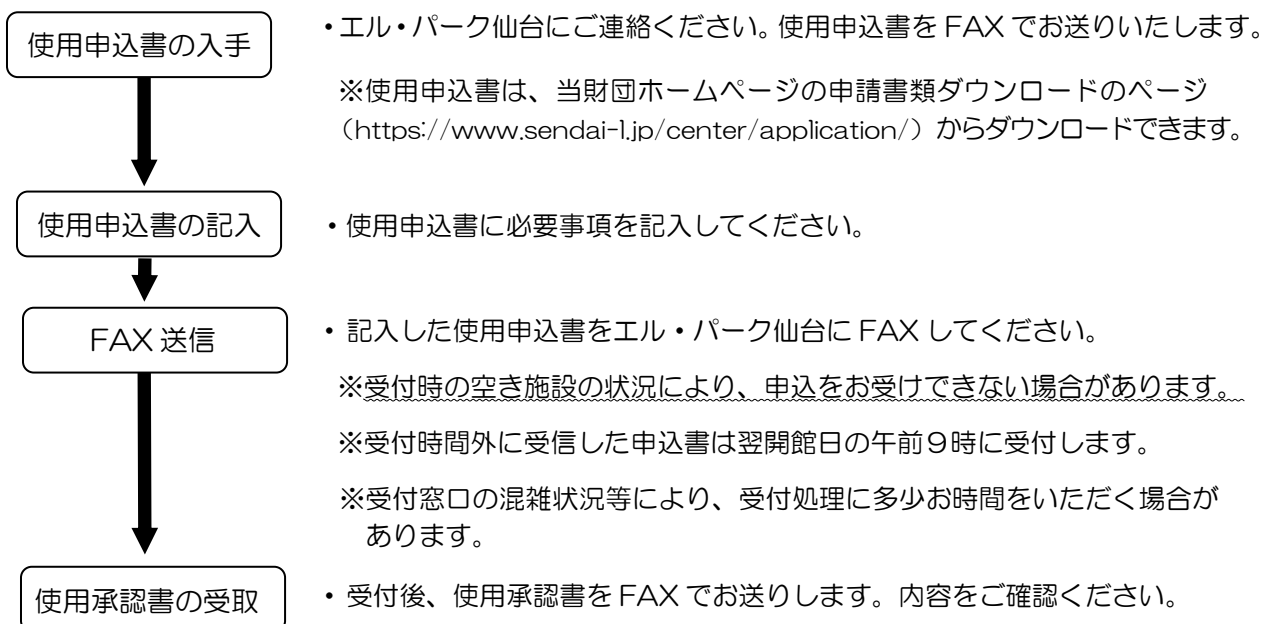 使用申込書の入手
・エル・パーク仙台にご連絡ください。使用申込書をFAXでお送りいたします。
※使用申込書は、当財団ホームページの申請書類ダウンロードのページ
（https://www.sendai-l.jp/center/application/）からダウンロードできます。
使用申込書の記入
・使用申込書に必要事項を記入してください。
FAX送信
・記入した使用申込書をエル・パーク仙台にFAXしてください。
※受付時の空き施設の状況により、申込をお受けできない場合があります。
※受付時間外に受信した申込書は翌開館日の午前９時に受付します。
※受付窓口の混雑状況等により、受付処理に多少お時間をいただく場合が
あります。
使用承認書の受取
・受付後、使用承認書をFAXでお送りします。内容をご確認ください。